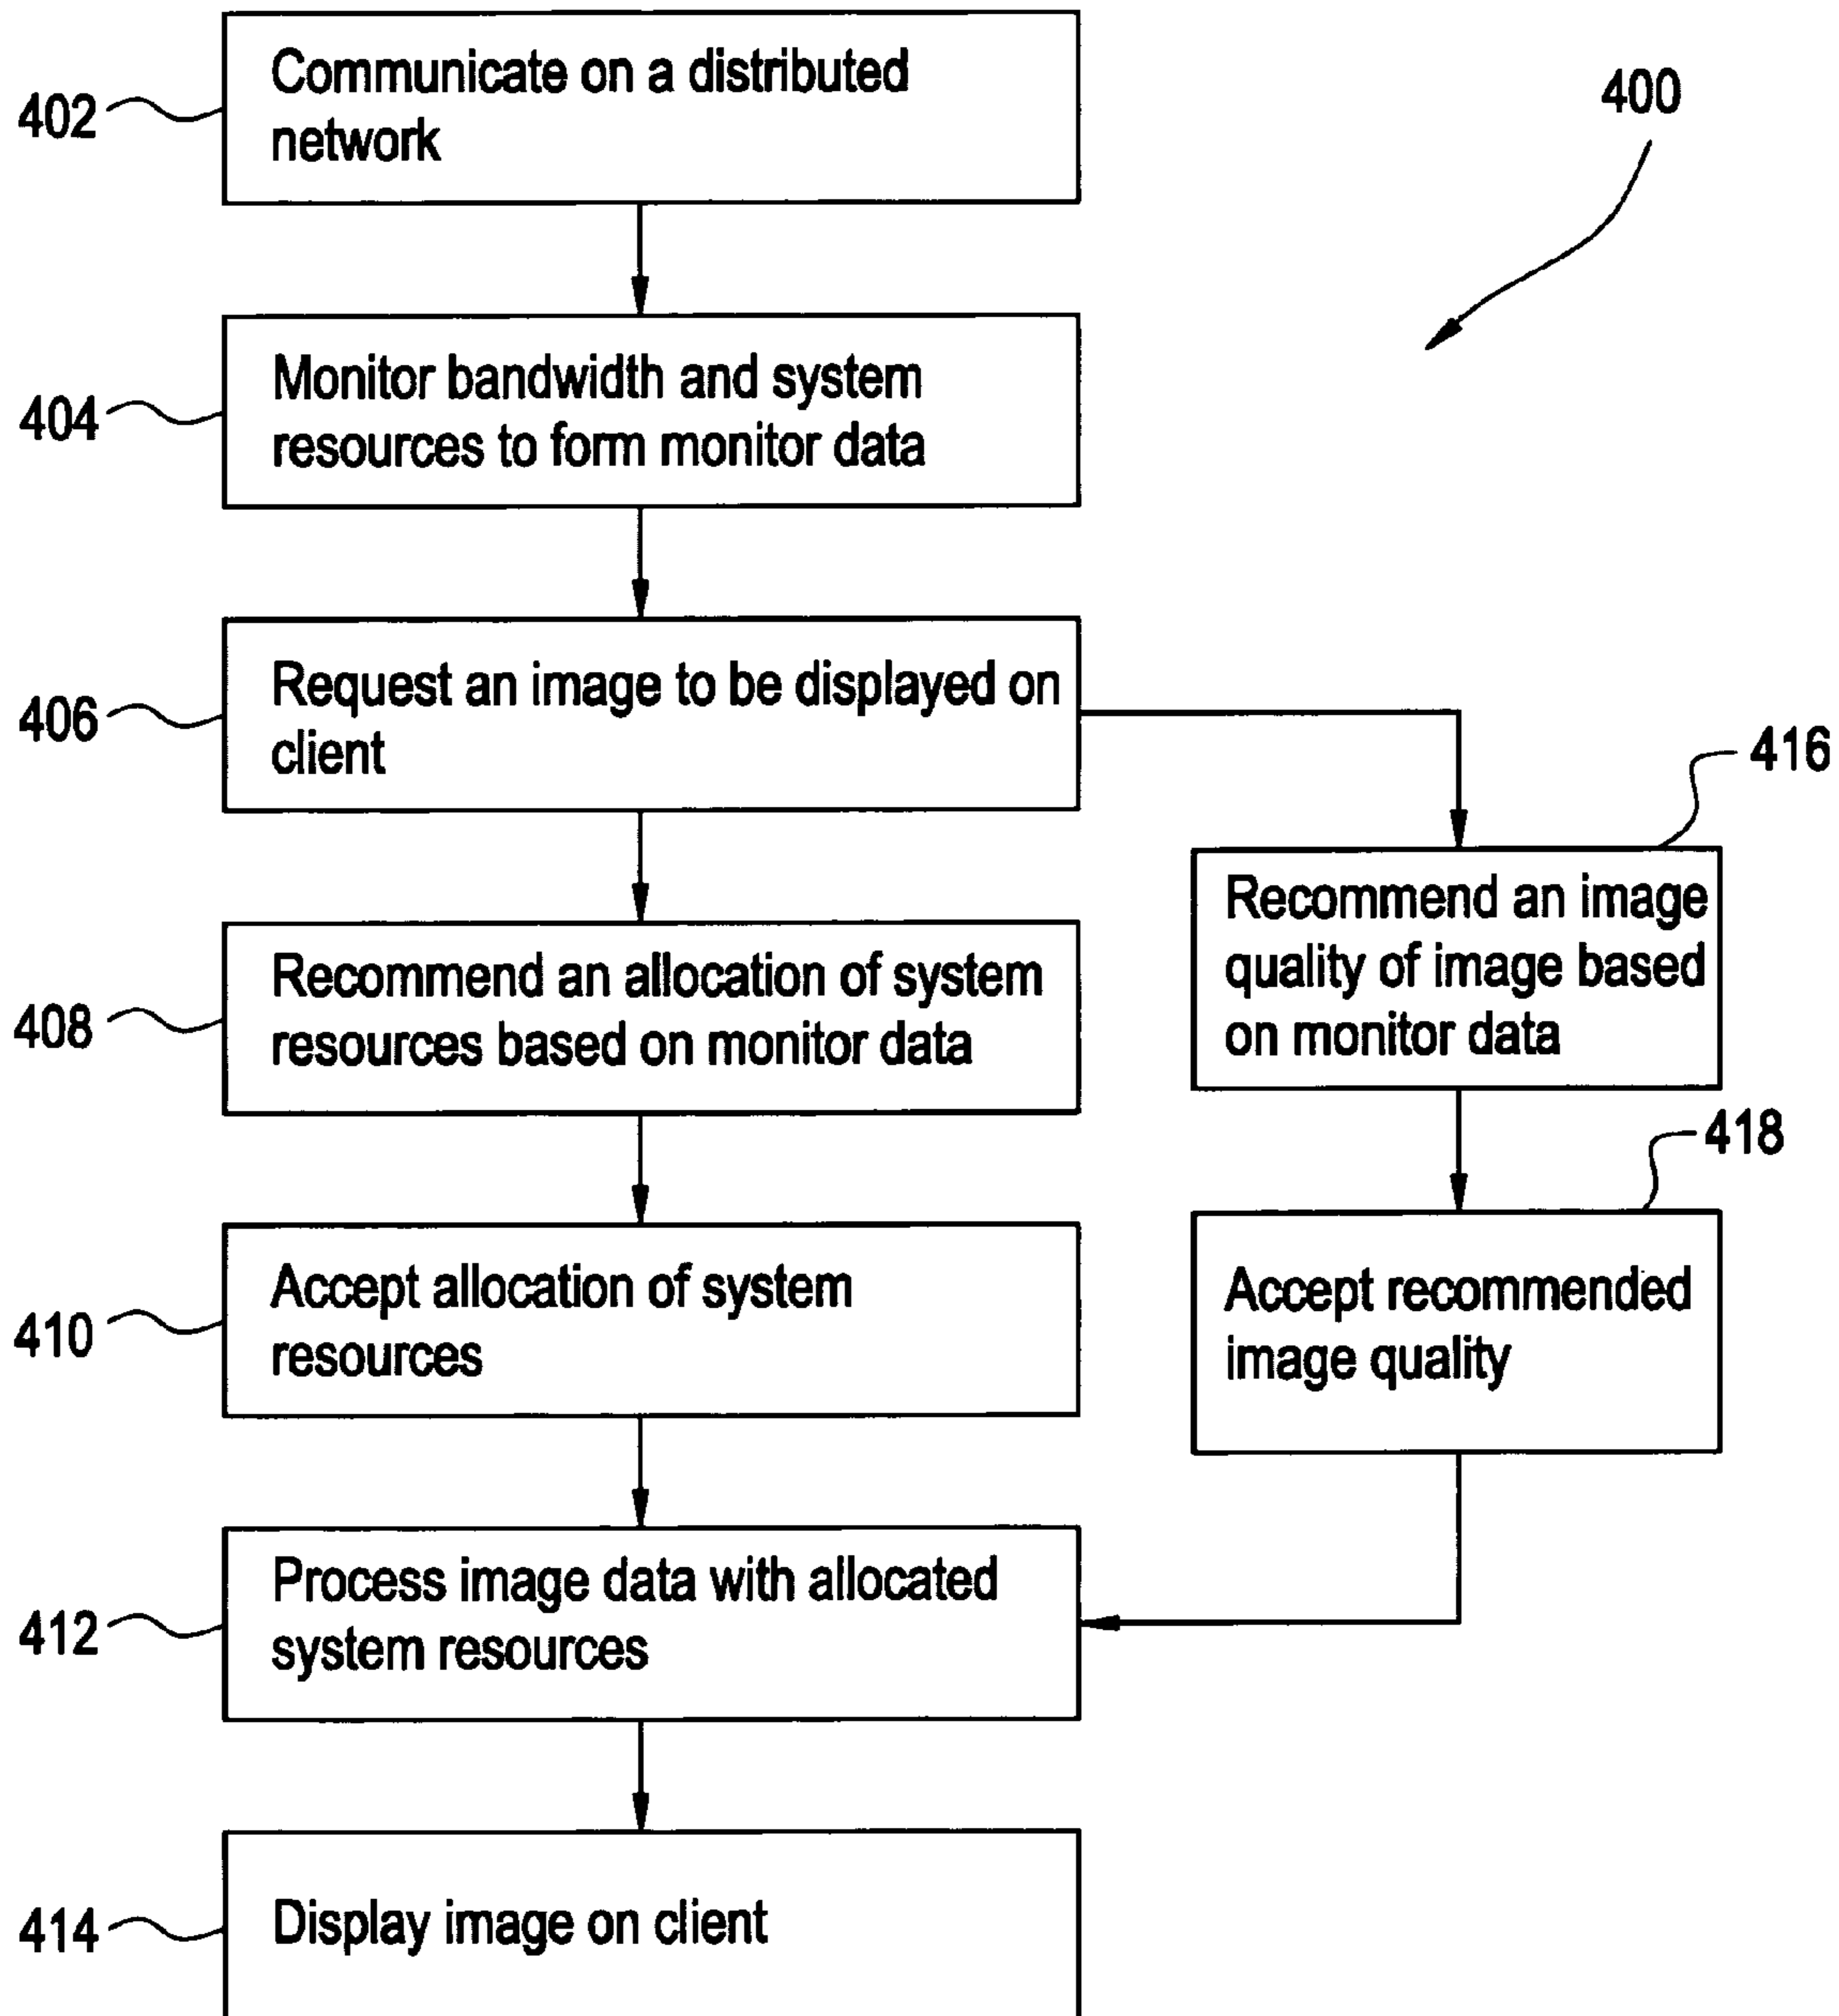 402
Communicate on a distributed
network
400
404
Monitor bandwidth and system
resources to form monitor data
406
Request an image to be displayed on
client
416
Recommend an image
quality of image based
on monitor data
408
Recommend an allocation of system
resources based on monitor data
418
Accept recommended
image quality
410
Accept allocation of system
resources
412
Process image data with allocated
system resources
414
Display image on client